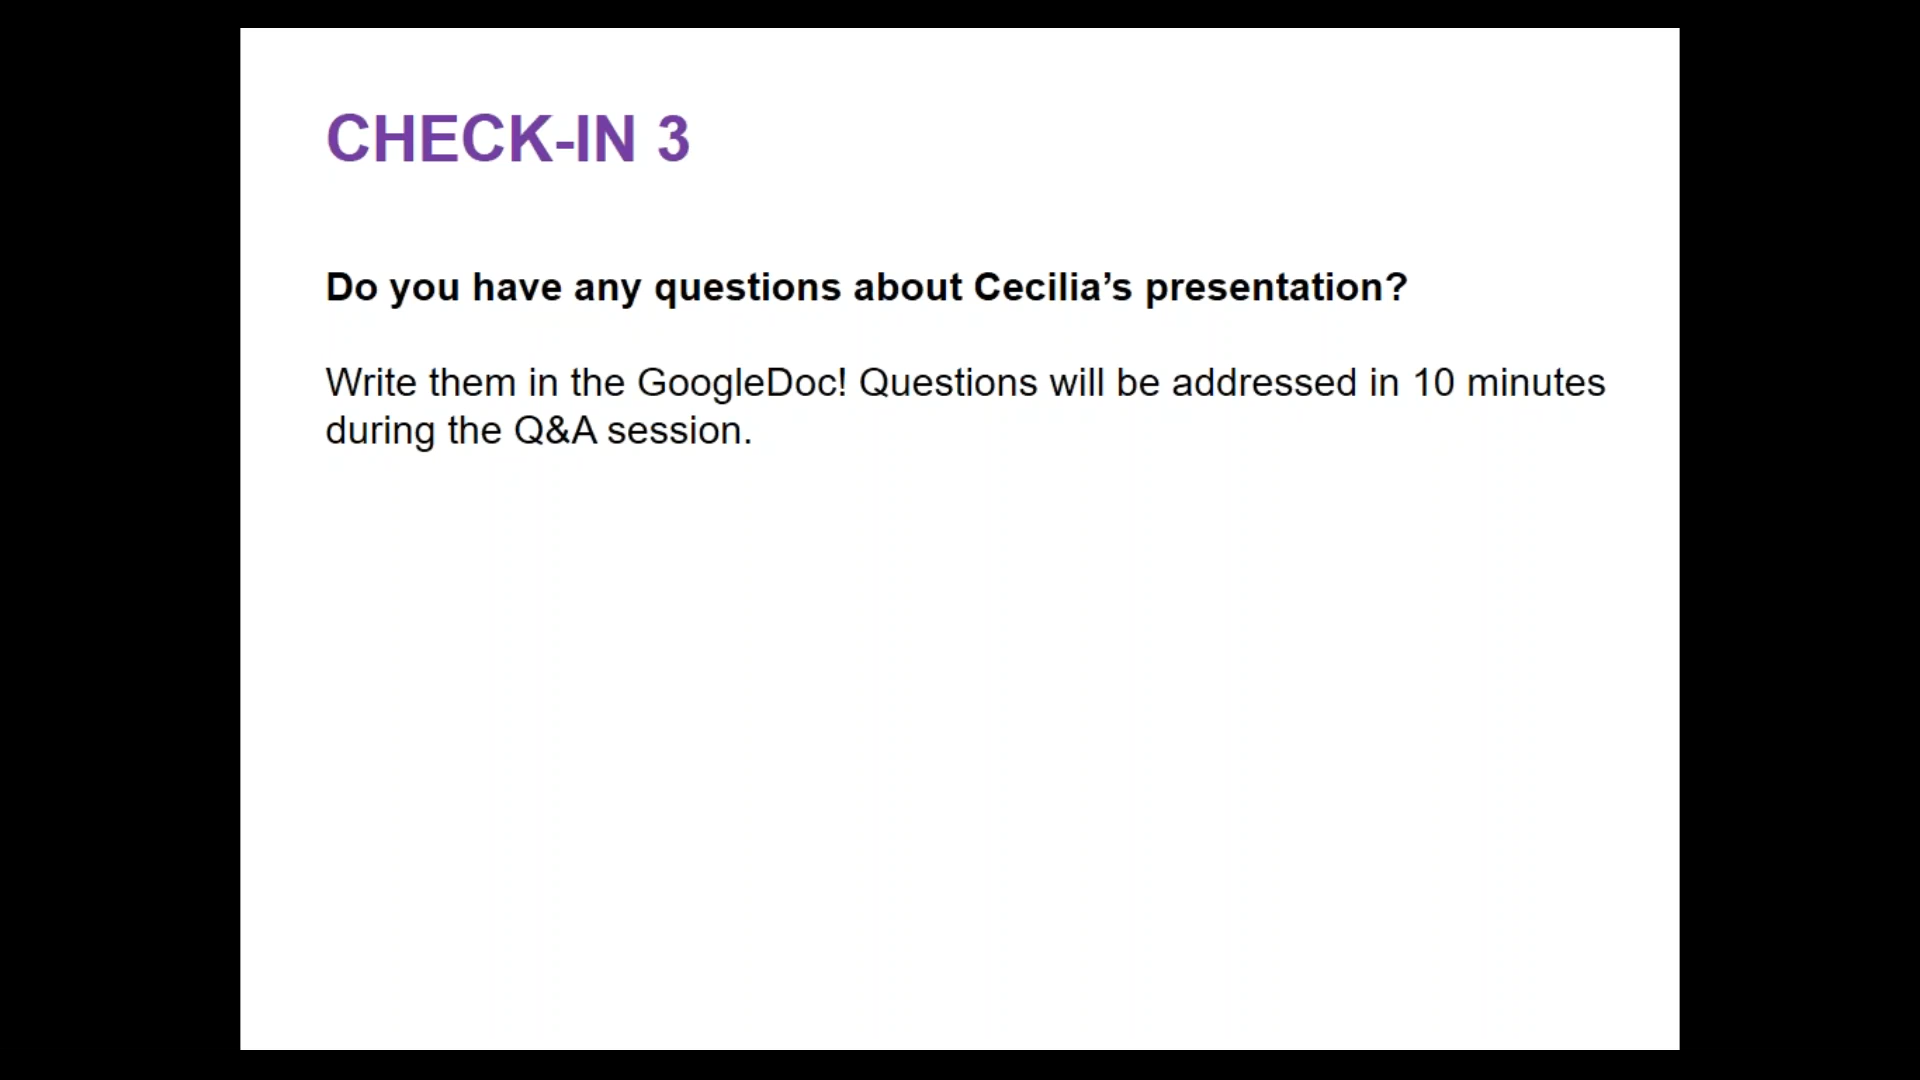 CHECK-IN 3
Do you have any questions about Cecilia’s presentation?
Write them in the GoogleDoc! Questions will be addressed in 10 minutes
during the Q&A session.